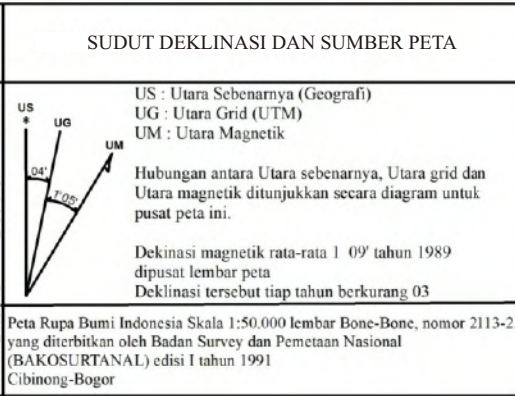 SUDUT DEKLINASI DAN SUMBER PETA
US
*
UG
UM
04'
1°05'
US : Utara Sebenarnya (Geografi)
UG : Utara Grid (UTM)
UM : Utara Magnetik
Hubungan antara Utara sebenarnya, Utara grid dan
Utara magnetik ditunjukkan secara diagram untuk
pusat peta ini.
Dekinasi magnetik rata-rata 1 09' tahun 1989
dipusat lembar peta
Deklinasi tersebut tiap tahun berkurang 03
Peta Rupa Bumi Indonesia Skala 1:50.000 lembar Bone-Bone, nomor 2113-2
yang diterbitkan oleh Badan Survey dan Pemetaan Nasional
(BAKOSURTANAL) edisi I tahun 1991
Cibinong-Bogor